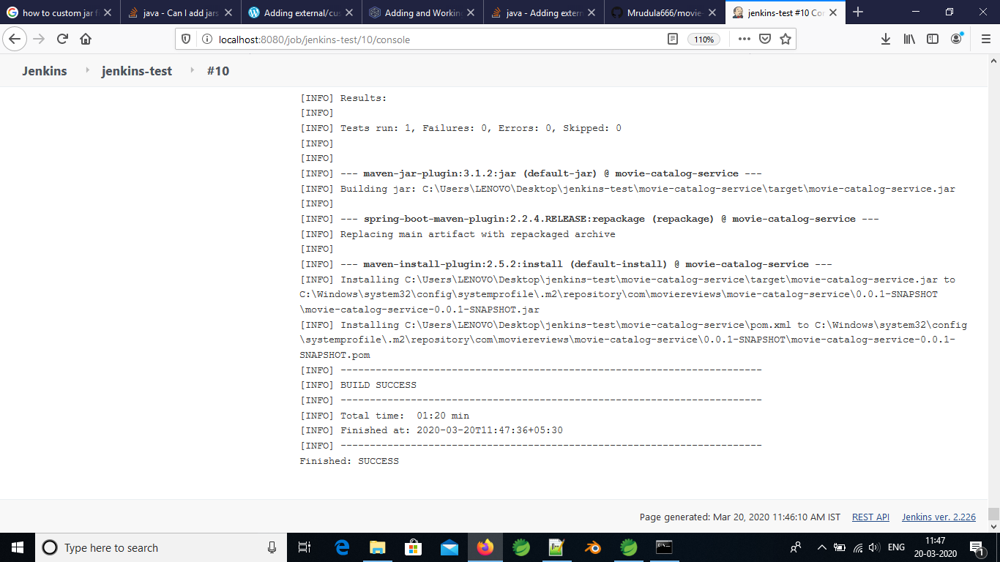 how to custom jar f
java - Can I add jars
Adding external/cus
Adding and Workin
java - Adding extern
Mrudula666/movie-
jenkins-test #10 Con
localhost:8080/job/jenkins-test/10/console
110%
Jenkins jenkins-test #10
[INFO] Results:
[INFO]
[INFO] Tests run: 1, Failures: 0, Errors: 0, Skipped: 0
[INFO]
[INFO]
[INFO] --- maven-jar-plugin:3.1.2:jar (default-jar) @ movie-catalog-service ---
[INFO] Building jar: C:\Users\LENOVO\Desktop\jenkins-test\movie-catalog-service\target\movie-catalog-service.jar
[INFO]
[INFO] --- spring-boot-maven-plugin:2.2.4.RELEASE:repackage (repackage) @ movie-catalog-service ---
[INFO] Replacing main artifact with repackaged archive
[INFO]
[INFO] --- maven-install-plugin:2.5.2:install (default-install) @ movie-catalog-service ---
[INFO] Installing C:\Users\LENOVO\Desktop\jenkins-test\movie-catalog-service\target\movie-catalog-service.jar to
C:\Windows\system32\config\systemprofile\.m2\repository\com\moviereviews\movie-catalog-service\0.0.1-SNAPSHOT
\movie-catalog-service-0.0.1-SNAPSHOT.jar
[INFO] Installing C:\Users\LENOVO\Desktop\jenkins-test\movie-catalog-service\pom.xml to C:\Windows\system32\config
\systemprofile\.m2\repository\com\moviereviews\movie-catalog-service\0.0.1-SNAPSHOT\movie-catalog-service-0.0.1-
SNAPSHOT.pom
[INFO] ------------------------------------------------------------------------
[INFO] BUILD SUCCESS
[INFO] ------------------------------------------------------------------------
[INFO] Total time:  01:20 min
[INFO] Finished at: 2020-03-20T11:47:36+05:30
[INFO] ------------------------------------------------------------------------
Finished: SUCCESS
Page generated: Mar 20, 2020 11:46:10 AM IST REST API Jenkins ver. 2.226
Type here to search
ENG
11:47
20-03-2020
1